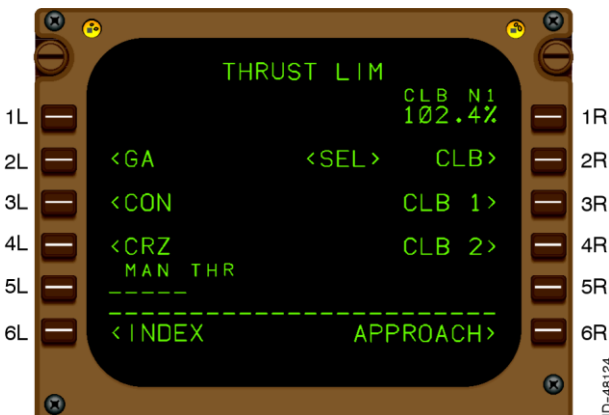 THRUST LIM
CLB N1
1L 102.4% 1R
2L <GA <SEL> CLB> 2R
3L <CON CLB 1> 3R
4L <CRZ CLB 2> 4R
MAN THR
5L ----- 5R
6L <INDEX APPROACH> 6R
D-48124